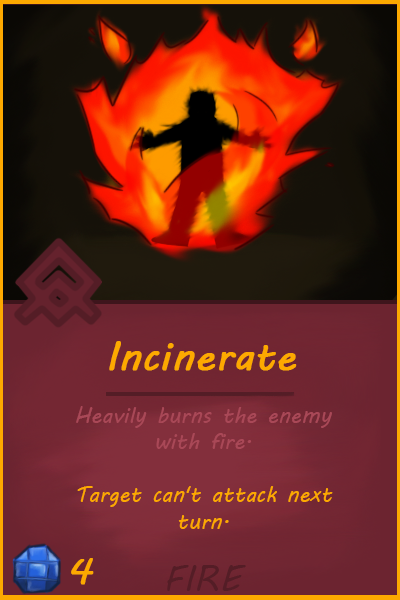 Incinerate
Heavily burns the enemy
with fire.
Target can't attack next
turn.
4
FIRE